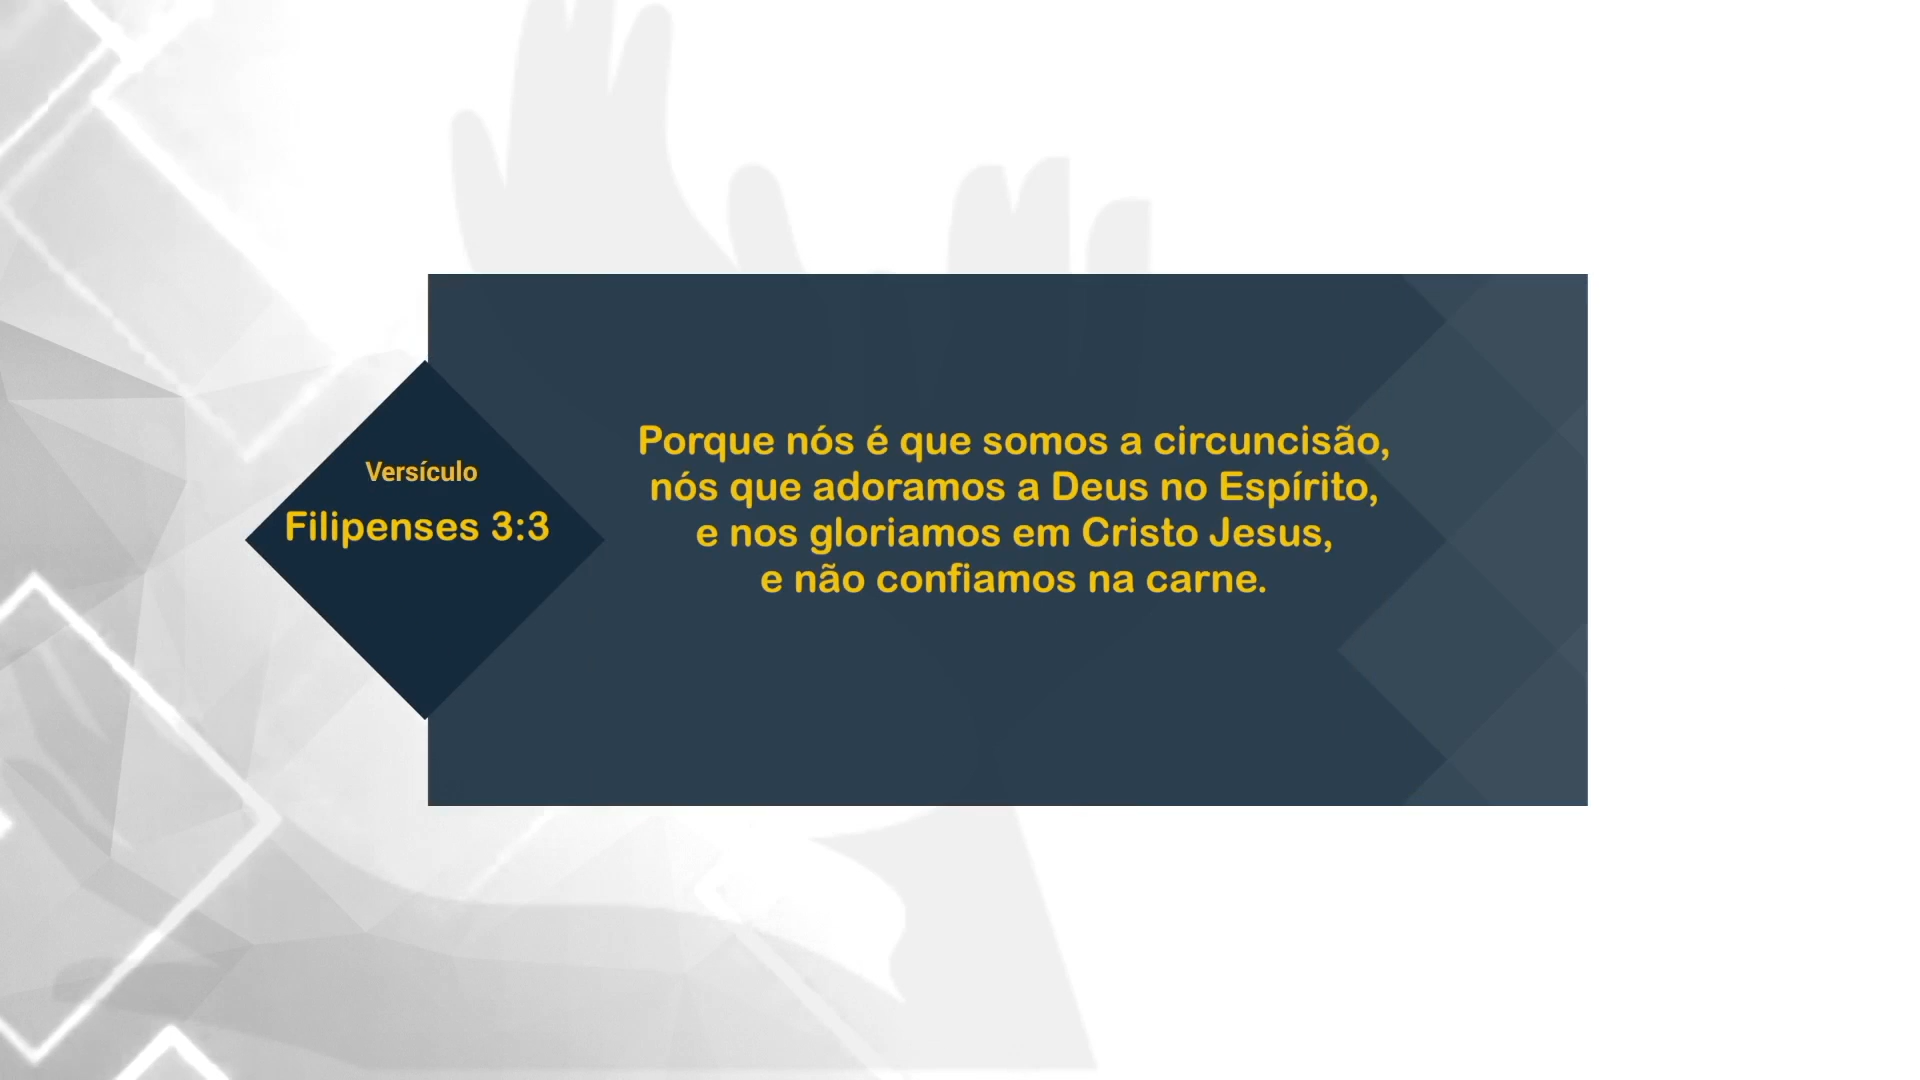 Versículo
Filipenses 3:3
Porque nós é que somos a circuncisão,
nós que adoramos a Deus no Espírito,
e nos gloriamos em Cristo Jesus,
e não confiamos na carne.